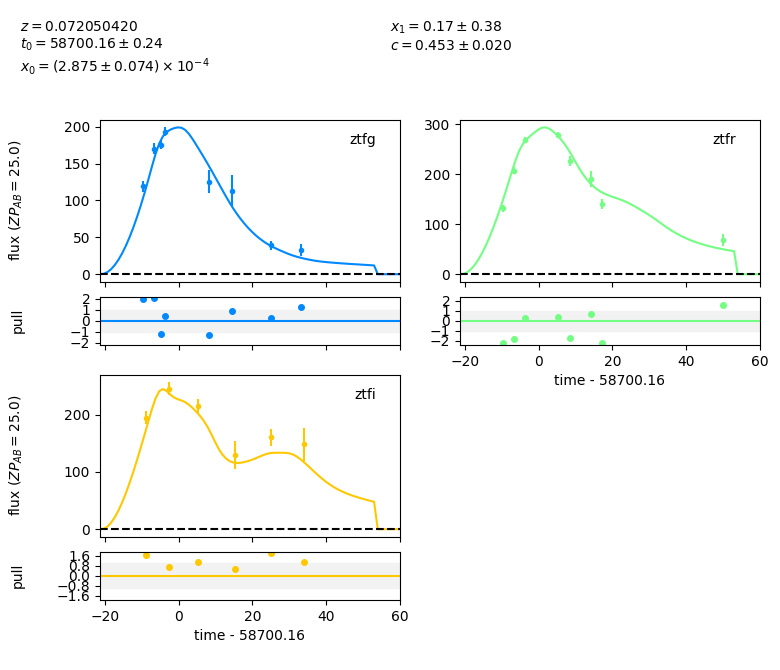 z = 0.072050420
t₀ = 58700.16 ± 0.24
x₀ = (2.875 ± 0.074) × 10⁻⁴
x₁ = 0.17 ± 0.38
c = 0.453 ± 0.020
flux (ZP_AB = 25.0)
200
150
100
50
0
ztfg
300
200
100
0
ztfr
pull
2
1
0
−1
−2
2
1
0
−1
−2
−20 0 20 40 60
time - 58700.16
flux (ZP_AB = 25.0)
200
100
0
ztfi
pull
1.6
0.8
0.0
−0.8
−1.6
−20 0 20 40 60
time - 58700.16